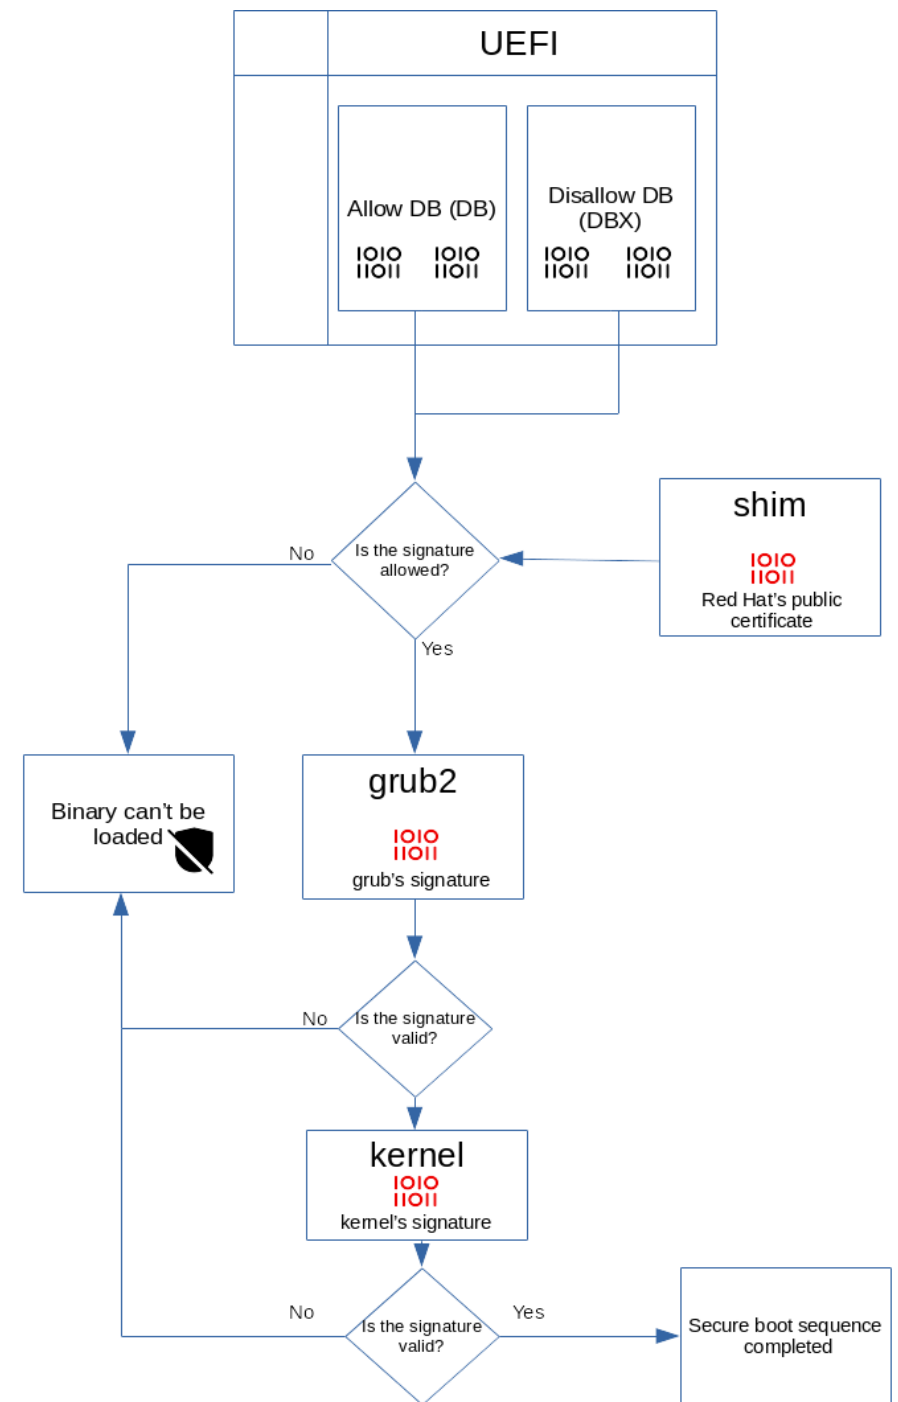 UEFI
Allow DB (DB)
Disallow DB
(DBX)
1010
11011
1010
11011
1010
11011
1010
11011
Is the signature
allowed?
No
Yes
shim
1010
11011
Red Hat's public
certificate
Binary can't be
loaded
grub2
1010
11011
grub's signature
Is the signature
valid?
No
kernel
1010
11011
kernel's signature
Is the signature
valid?
No
Yes
Secure boot sequence
completed